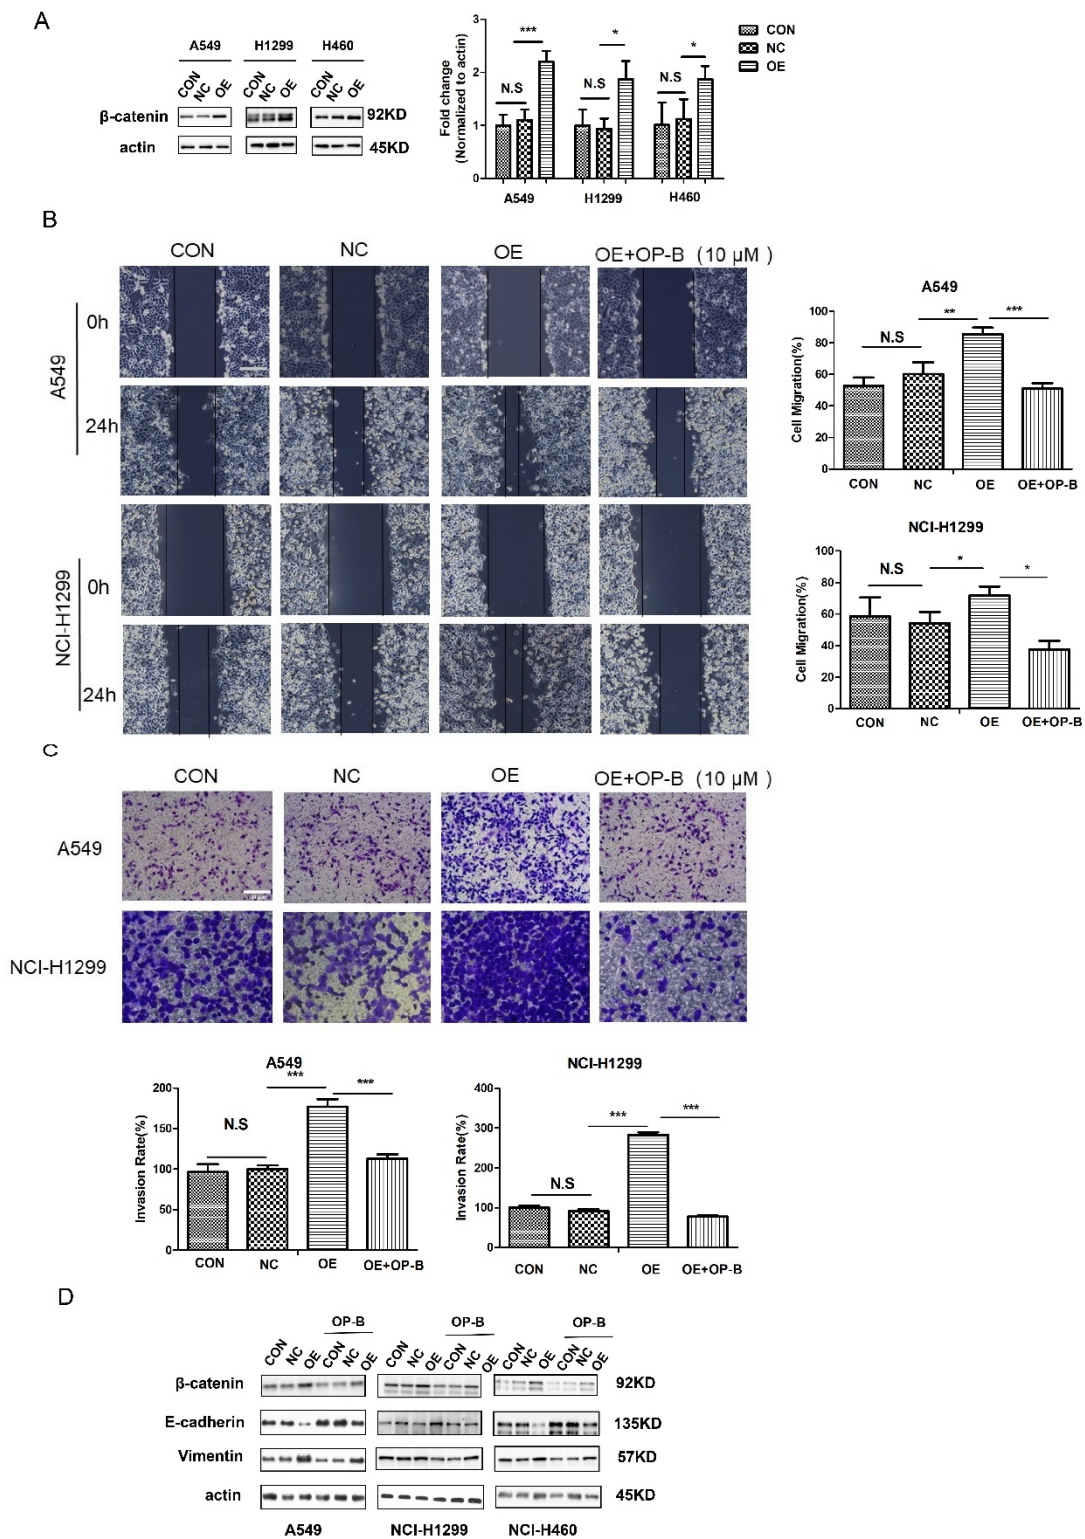 A
A549 H1299 H460
CON NC OE CON NC OE CON NC OE
β-catenin 92KD
actin 45KD
Fold change
(Normalized to actin)
3
2
1
0
N.S *** N.S * N.S *
A549 H1299 H460
CON
NC
OE
B
CON NC OE OE+OP-B (10 μM)
A549
0h
24h
NCI-H1299
0h
24h
A549
Cell Migration(%)
100
80
60
40
20
0
N.S ** ***
CON NC OE OE+OP-B
NCI-H1299
Cell Migration(%)
100
80
60
40
20
0
N.S * *
CON NC OE OE+OP-B
C
CON NC OE OE+OP-B (10 μM)
A549
NCI-H1299
A549
Invasion Rate(%)
200
150
100
50
0
N.S *** ***
CON NC OE OE+OP-B
NCI-H1299
Invasion Rate(%)
400
300
200
100
0
N.S *** ***
CON NC OE OE+OP-B
D
OP-B OP-B OP-B
CON NC OE CON NC OE CON NC OE CON NC OE CON NC OE CON NC OE
β-catenin 92KD
E-cadherin 135KD
Vimentin 57KD
actin 45KD
A549 NCI-H1299 NCI-H460